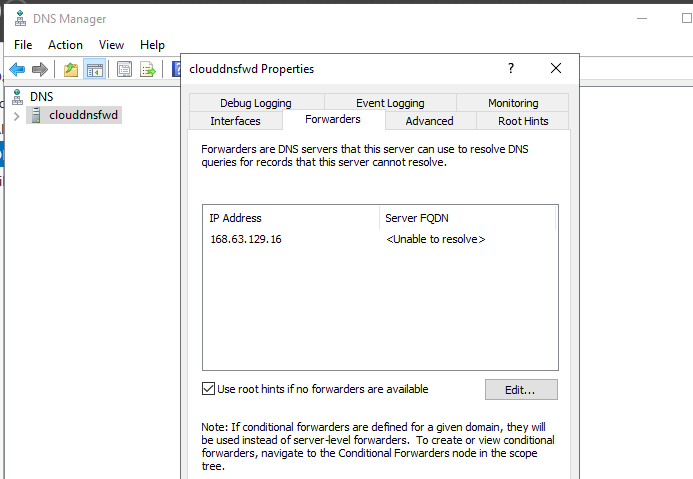 DNS Manager
File Action View Help
DNS
clouddnsfwd
clouddnsfwd Properties
?
Debug Logging Event Logging Monitoring
Interfaces Forwarders Advanced Root Hints
Forwarders are DNS servers that this server can use to resolve DNS
queries for records that this server cannot resolve.
IP Address Server FQDN
168.63.129.16 <Unable to resolve>
Use root hints if no forwarders are available
Edit...
Note: If conditional forwarders are defined for a given domain, they will
be used instead of server-level forwarders. To create or view conditional
forwarders, navigate to the Conditional Forwarders node in the scope
tree.